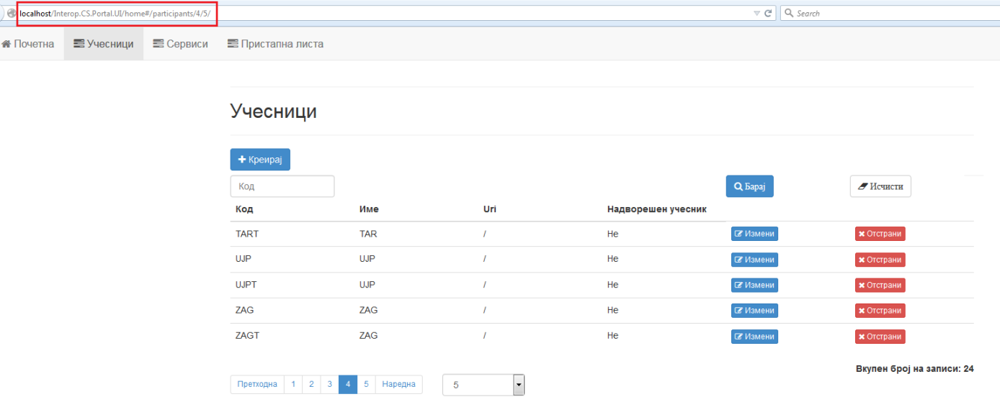 localhost/Interop.CS.Portal.UI/home#/participants/4/5/ Search
Почетна Учесници Сервиси Пристапна листа
Учесници
Креирај
Код Барај Исчисти
Код Име Uri Надворешен учесник
TART TAR / Не Измени Отстрани
UJP UJP / Не Измени Отстрани
UJPT UJP / Не Измени Отстрани
ZAG ZAG / Не Измени Отстрани
ZAGT ZAG / Не Измени Отстрани
Вкупен број на записи: 24
Претходна 1 2 3 4 5 Наредна 5